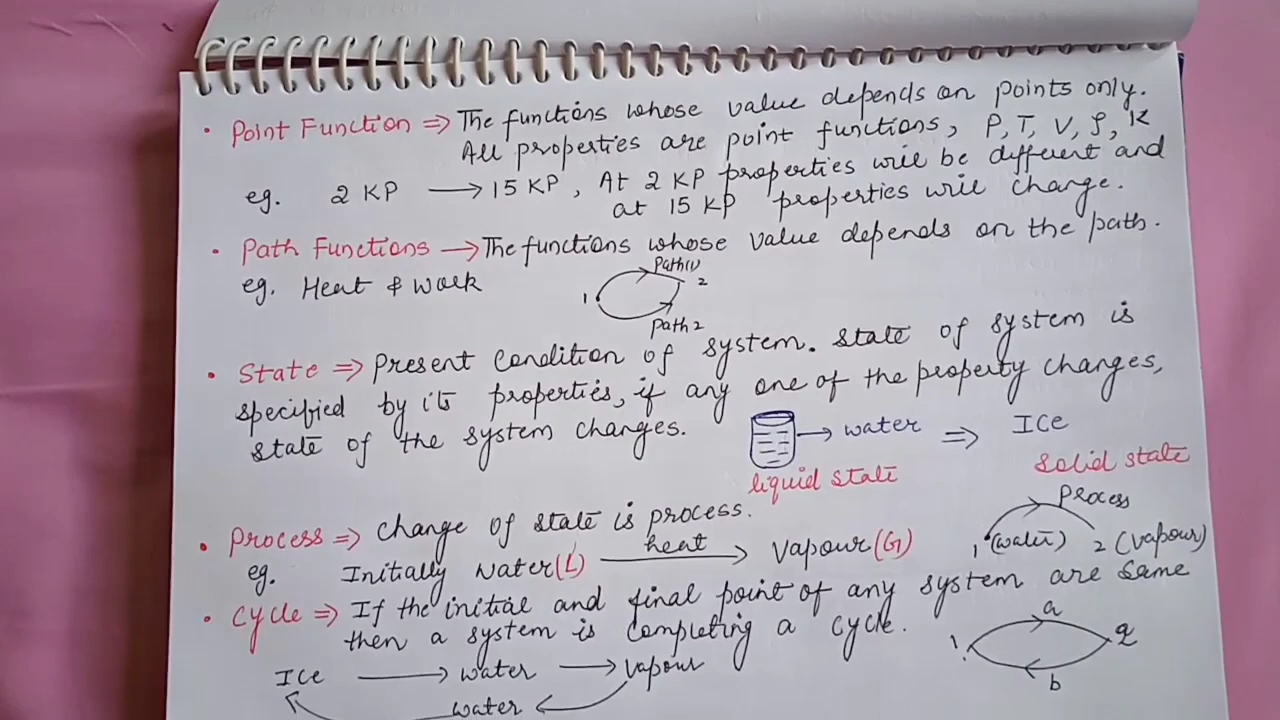 • Point Function ⇒ The functions whose value depends on points only.
All properties are point functions, P, T, V, ρ, K
eg. 2 KP ⟶ 15 KP, At 2 KP properties will be different and
at 15 KP properties will change.
• Path Functions ⟶ The functions whose value depends on the path.
eg. Heat & work
Path(1)
1 2
Path 2
• State ⇒ Present Condition of system. State of system is
specified by its properties, if any one of the property changes,
state of the system changes.
→ water ⇒ ICe
liquid state
solid state
• Process ⇒ Change of state is process.
eg. Initially water(L) heat ⟶ Vapour(G)
Process
1 (water) 2 (vapour)
• Cycle ⇒ If the initial and final point of any system are same
then a system is completing a cycle.
a
1 2
b
ICe ⟶ water ⟶ vapour
water ⟵